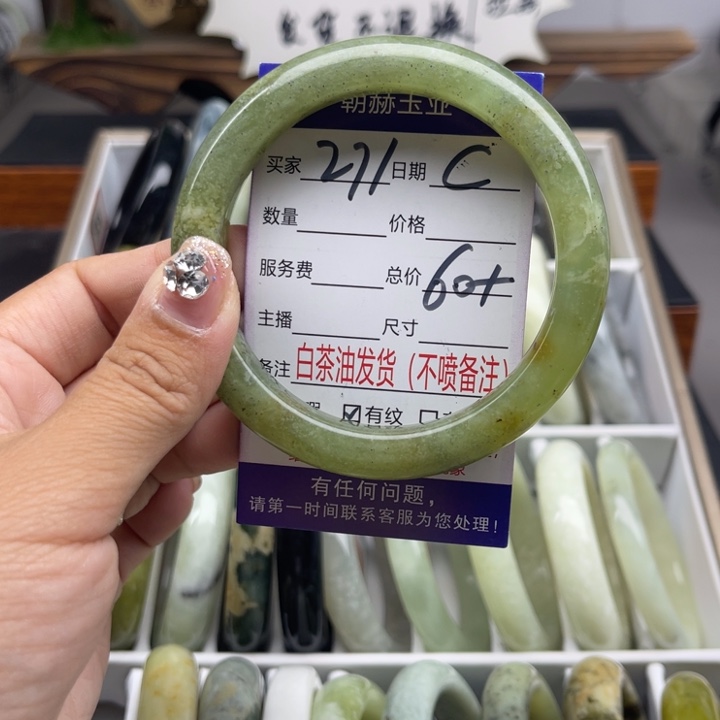 朝赫玉业
买家 271 日期 C
数量 价格
服务费 总价 60+
主播 尺寸
备注 白茶油发货（不喷备注）
☑有纹 □
有任何问题，
请第一时间联系客服为您处理!